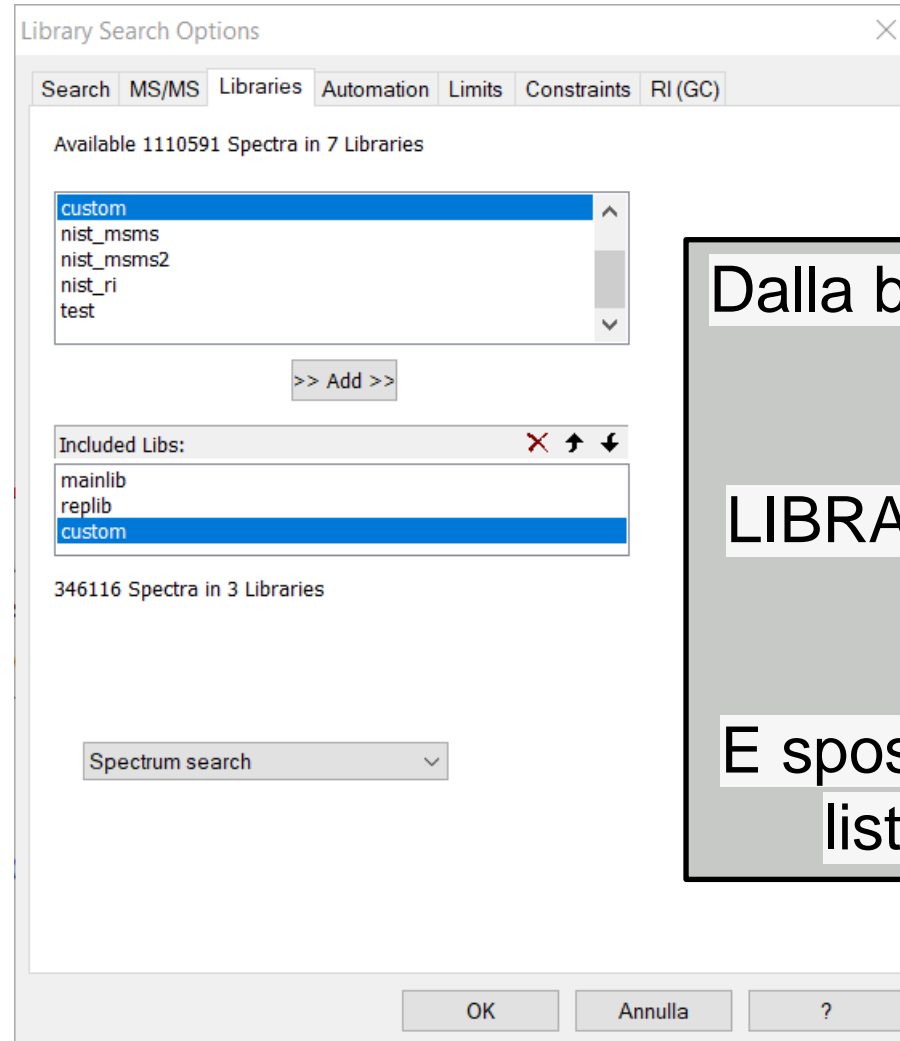 Library Search Options
Search MS/MS Libraries Automation Limits Constraints RI (GC)
Available 1110591 Spectra in 7 Libraries
custom
nist_msms
nist_msms2
nist_ri
test
>> Add >>
Included Libs:
mainlib
replib
custom
346116 Spectra in 3 Libraries
Spectrum search
Dalla
E
OK Annulla ?